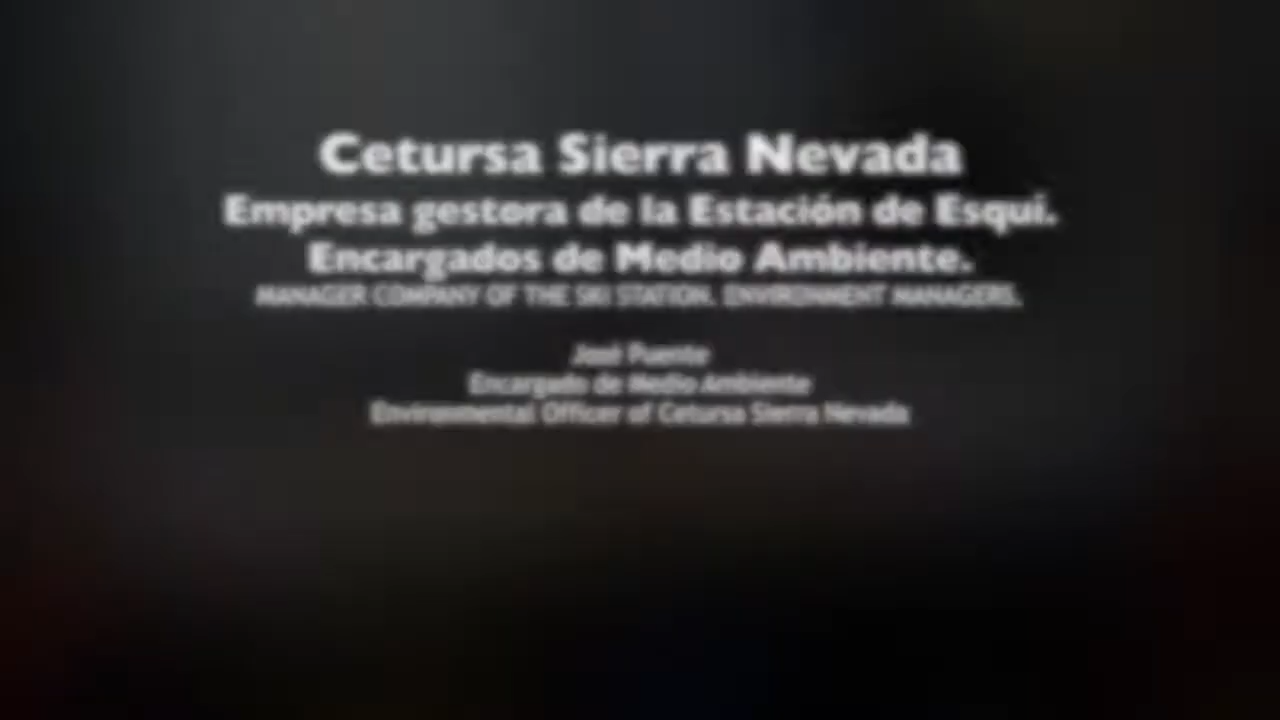 Cetursa Sierra Nevada
Empresa gestora de la Estación de Esquí.
Encargados de Medio Ambiente.
MANAGER COMPANY OF THE SKI STATION. ENVIRONMENT MANAGERS.
José Puente
Encargado de Medio Ambiente
Environmental Officer of Cetursa Sierra Nevada